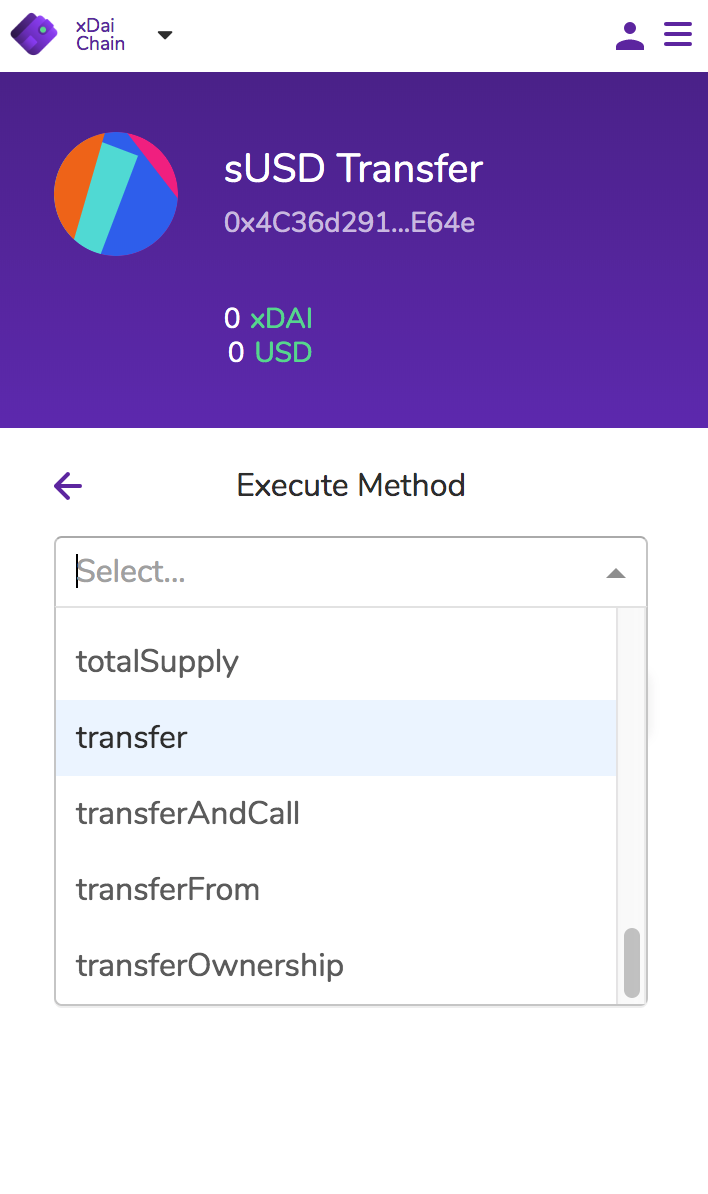 xDai
Chain
sUSD Transfer
0x4C36d291...E64e
0 xDAI
0 USD
Execute Method
Select...
totalSupply
transfer
transferAndCall
transferFrom
transferOwnership